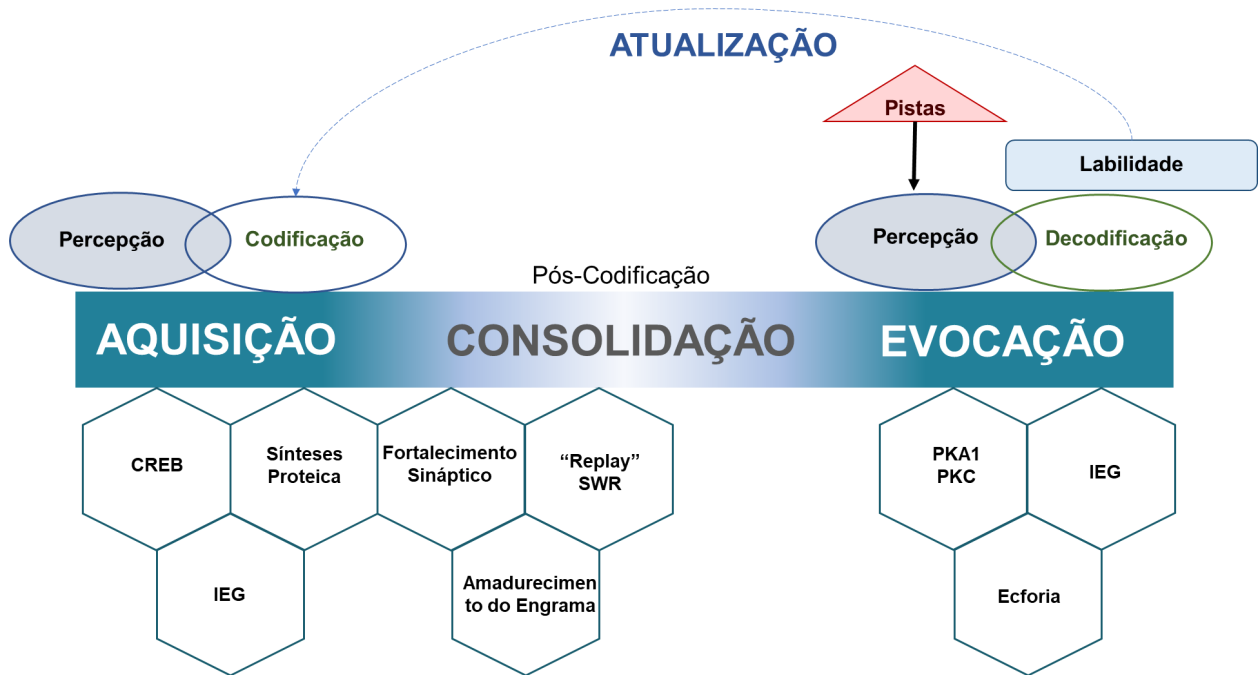 ATUALIZAÇÃO
Pistas
Labilidade
Percepção
Codificação
Percepção
Decodificação
Pós-Codificação
AQUISIÇÃO
CONSOLIDAÇÃO
EVOCAÇÃO
CREB
Sínteses
Proteica
Fortalecimento
Sináptico
“Replay”
SWR
PKA1
PKC
IEG
IEG
Amadurecimen
to do Engrama
Ecforia